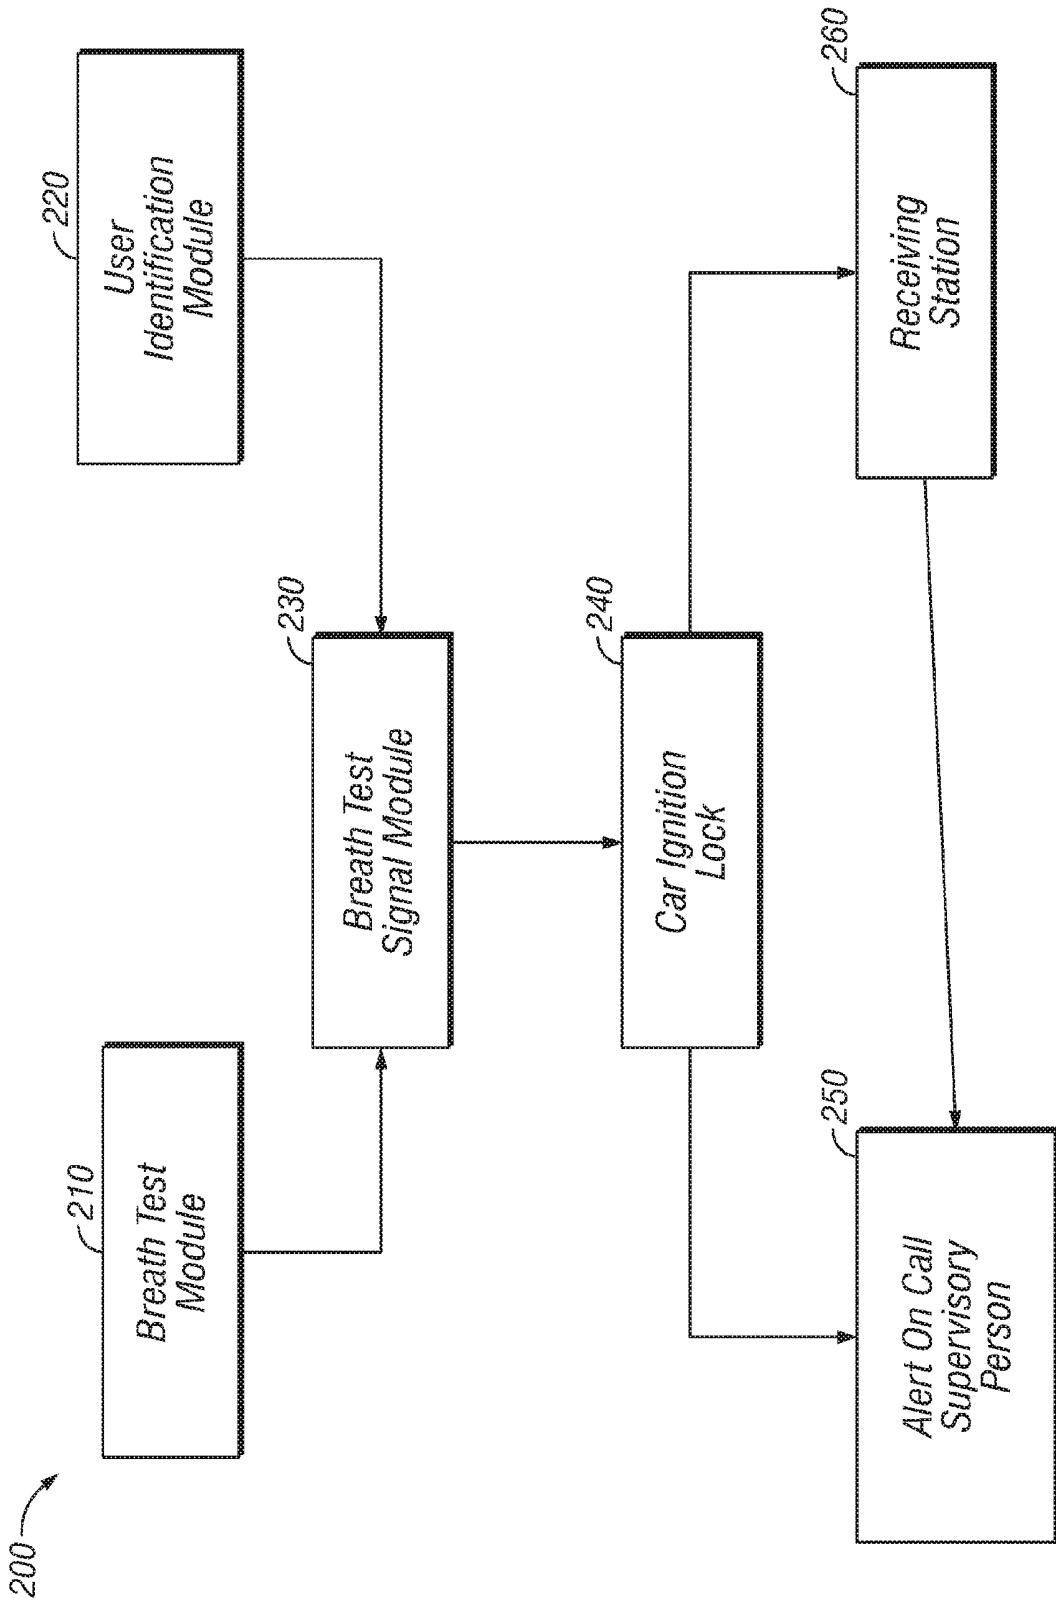 200
210
Breath Test
Module
220
User
Identification
Module
230
Breath Test
Signal Module
240
Car Ignition
Lock
250
Alert On Call
Supervisory
Person
260
Receiving
Station